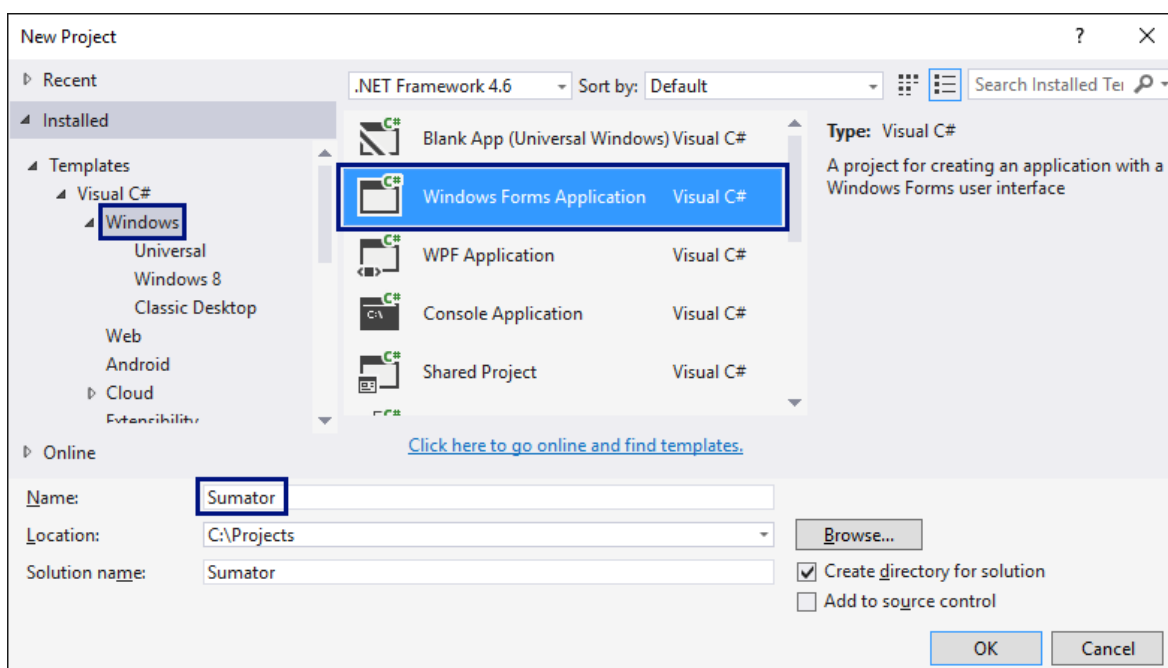 New Project
?
Recent
Installed
Templates
Visual C#
Windows
Universal
Windows 8
Classic Desktop
Web
Android
Cloud
Extensibility
Online
.NET Framework 4.6 Sort by: Default
Search Installed Te
C# Blank App (Universal Windows) Visual C#
C# Windows Forms Application Visual C#
C# WPF Application Visual C#
C# C:\ Console Application Visual C#
C# Shared Project Visual C#
C#
Click here to go online and find templates.
Type: Visual C#
A project for creating an application with a
Windows Forms user interface
Name: Sumator
Location: C:\Projects Browse...
Solution name: Sumator
Create directory for solution
Add to source control
OK Cancel